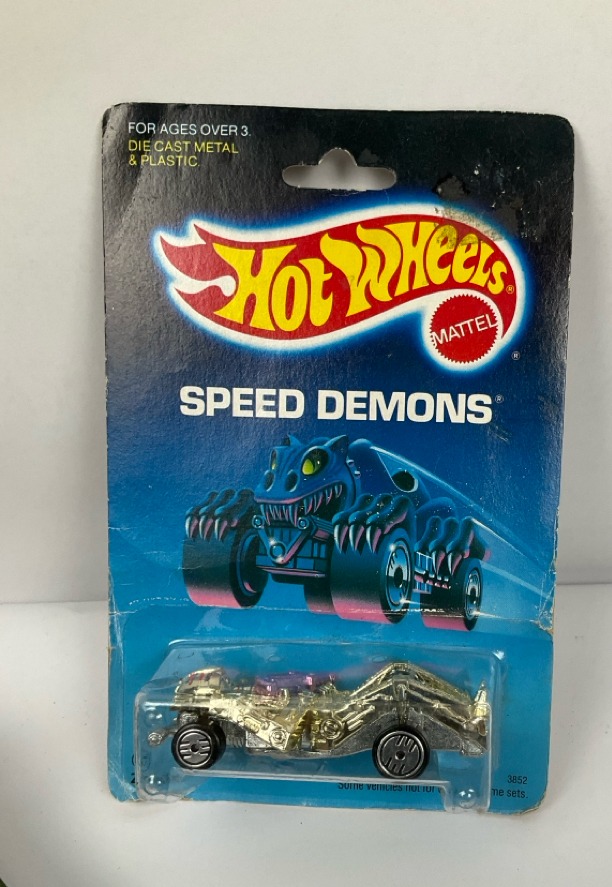 FOR AGES OVER 3.
DIE CAST METAL
& PLASTIC
HOT WHEELS®
MATTEL
®
SPEED DEMONS®
3852
Some vehicles not for
me sets.